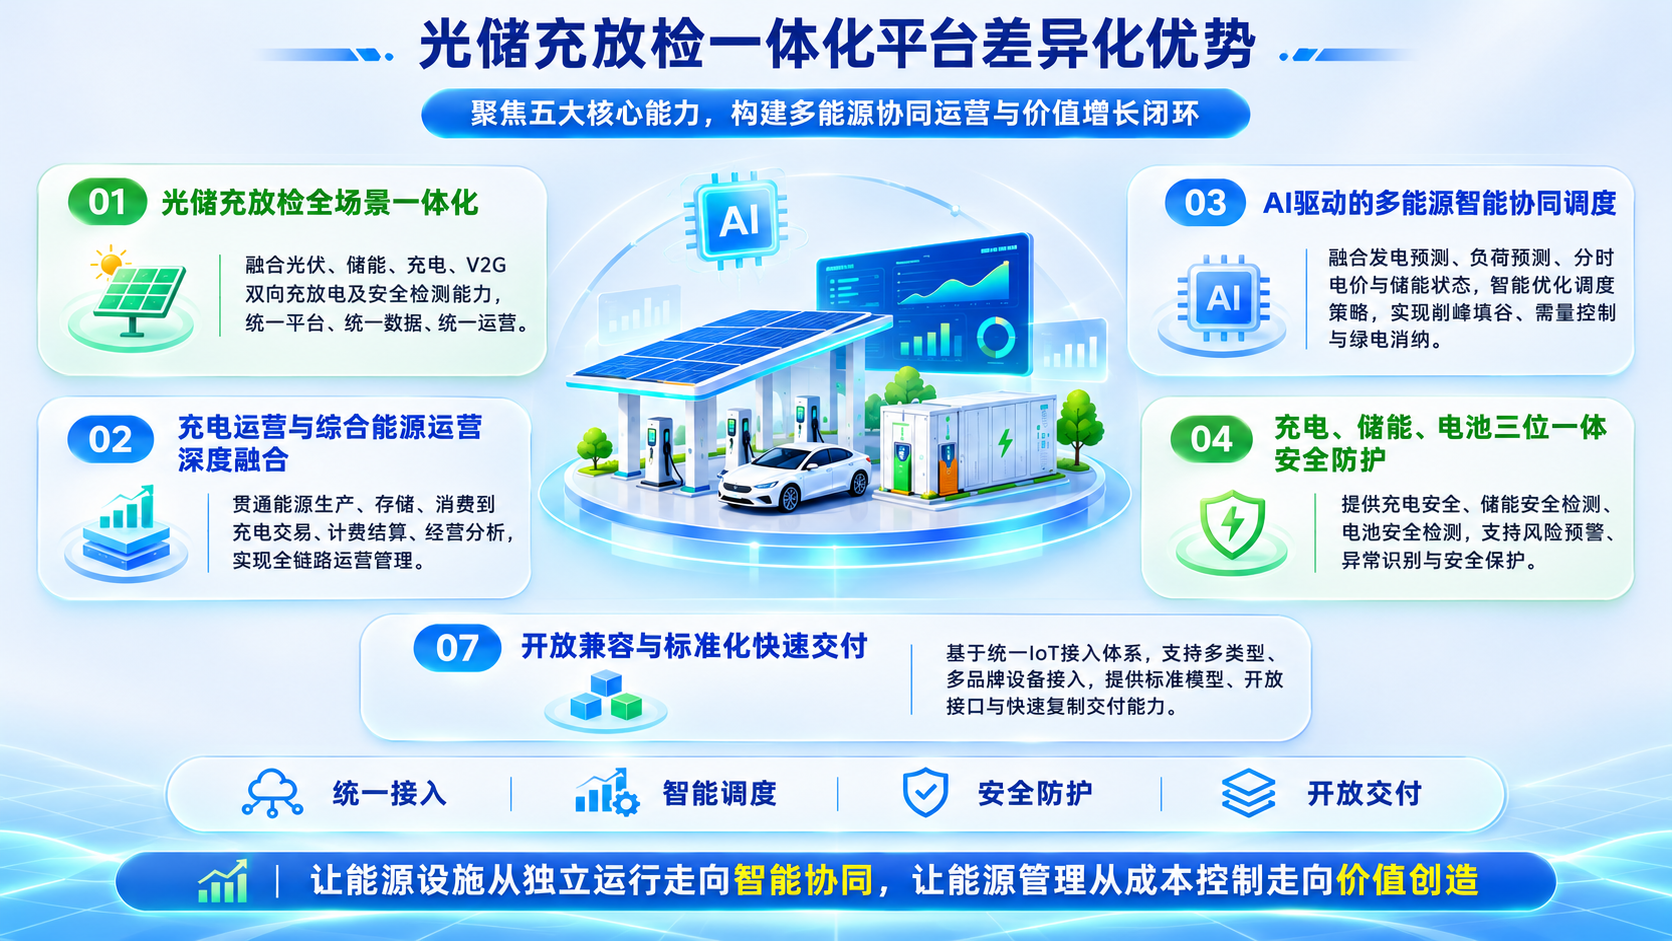 光储充放检一体化平台差异化优势
聚焦五大核心能力，构建多能源协同运营与价值增长闭环
01 光储充放检全场景一体化
融合光伏、储能、充电、V2G
双向充放电及安全检测能力，
统一平台、统一数据、统一运营。
02 充电运营与综合能源运营
深度融合
贯通能源生产、存储、消费到
充电交易、计费结算、经营分析，
实现全链路运营管理。
AI
03 AI驱动的多能源智能协同调度
AI
融合发电预测、负荷预测、分时
电价与储能状态，智能优化调度
策略，实现削峰填谷、需量控制
与绿电消纳。
04 充电、储能、电池三位一体
安全防护
提供充电安全、储能安全检测、
电池安全检测，支持风险预警、
异常识别与安全保护。
07 开放兼容与标准化快速交付
基于统一IoT接入体系，支持多类型、
多品牌设备接入，提供标准模型、开放
接口与快速复制交付能力。
统一接入 智能调度 安全防护 开放交付
让能源设施从独立运行走向智能协同，让能源管理从成本控制走向价值创造